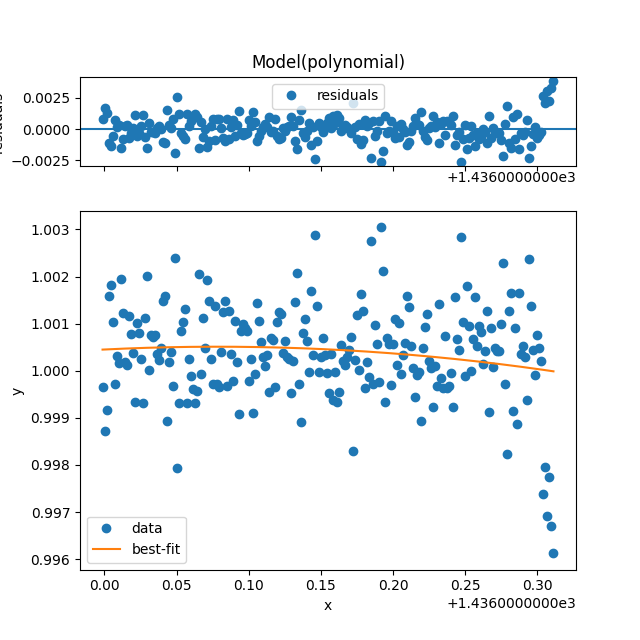 Model(polynomial)
residuals
0.0025
0.0000
−0.0025
residuals
+1.4360000000e3
1.003
1.002
1.001
1.000
0.999
0.998
0.997
0.996
y
data
best-fit
0.00 0.05 0.10 0.15 0.20 0.25 0.30
x
+1.4360000000e3